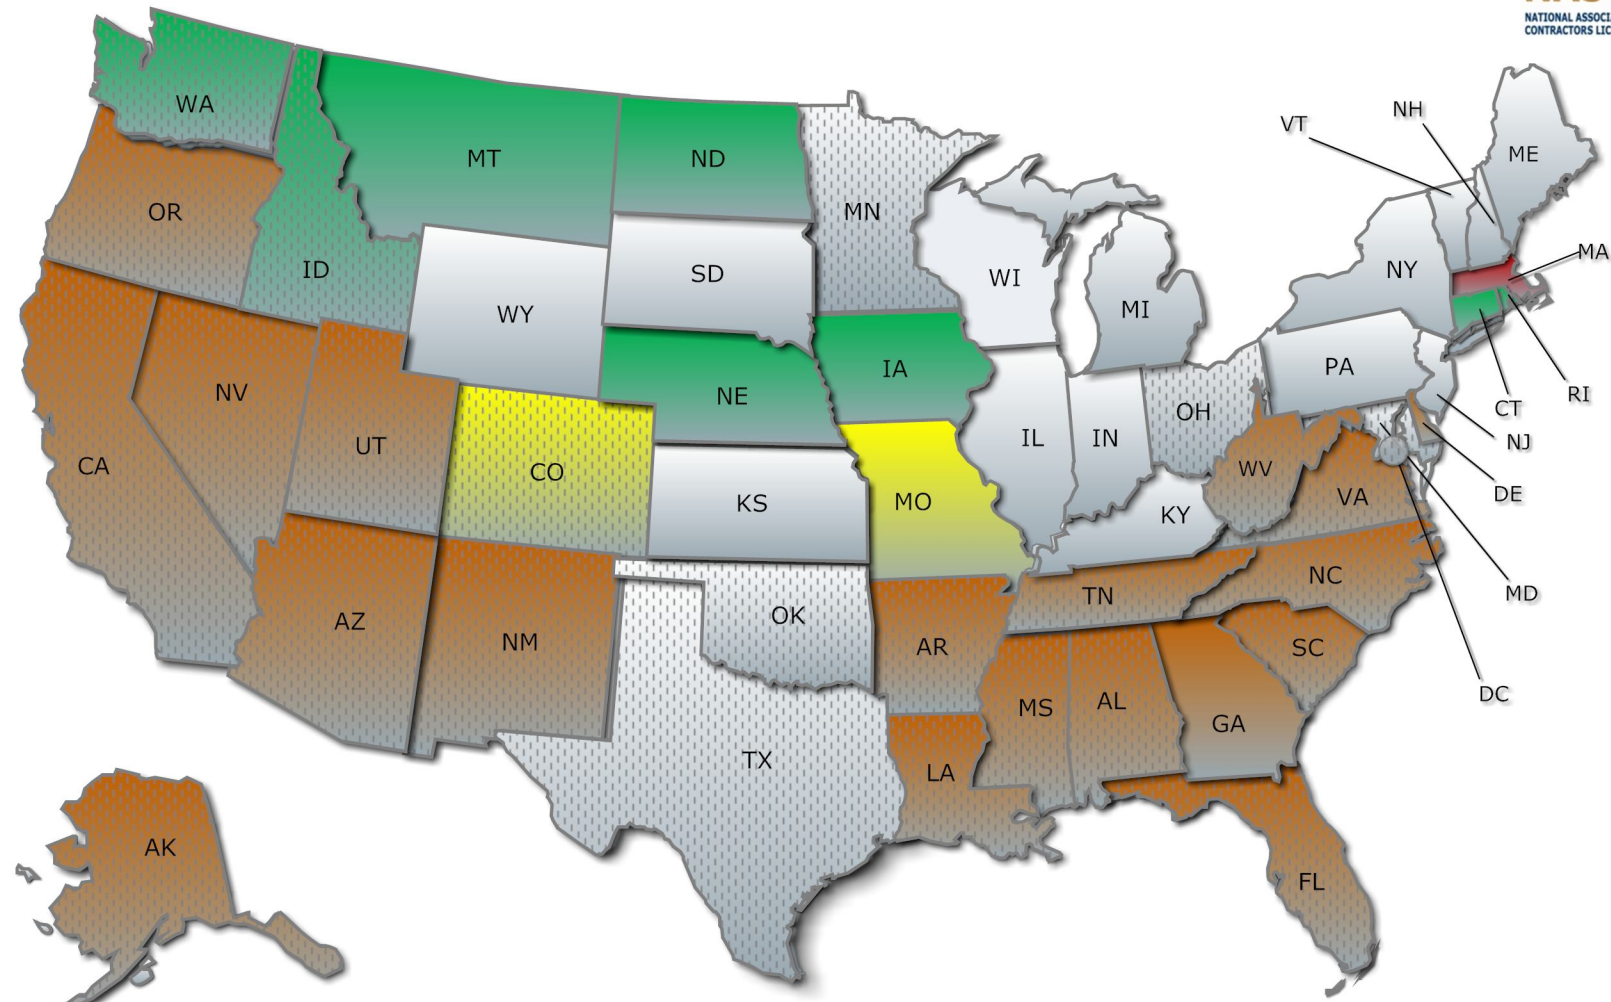 NATIONAL ASSOCI
CONTRACTORS LIC
WA
MT
ND
MN
VT
NH
ME
OR
ID
SD
WI
MI
NY
MA
WY
IA
PA
NV
NE
OH
CT
RI
NJ
CA
UT
CO
KS
MO
IL
IN
KY
WV
VA
DE
AZ
NM
OK
AR
TN
NC
MD
SC
MS
AL
GA
DC
TX
LA
AK
FL